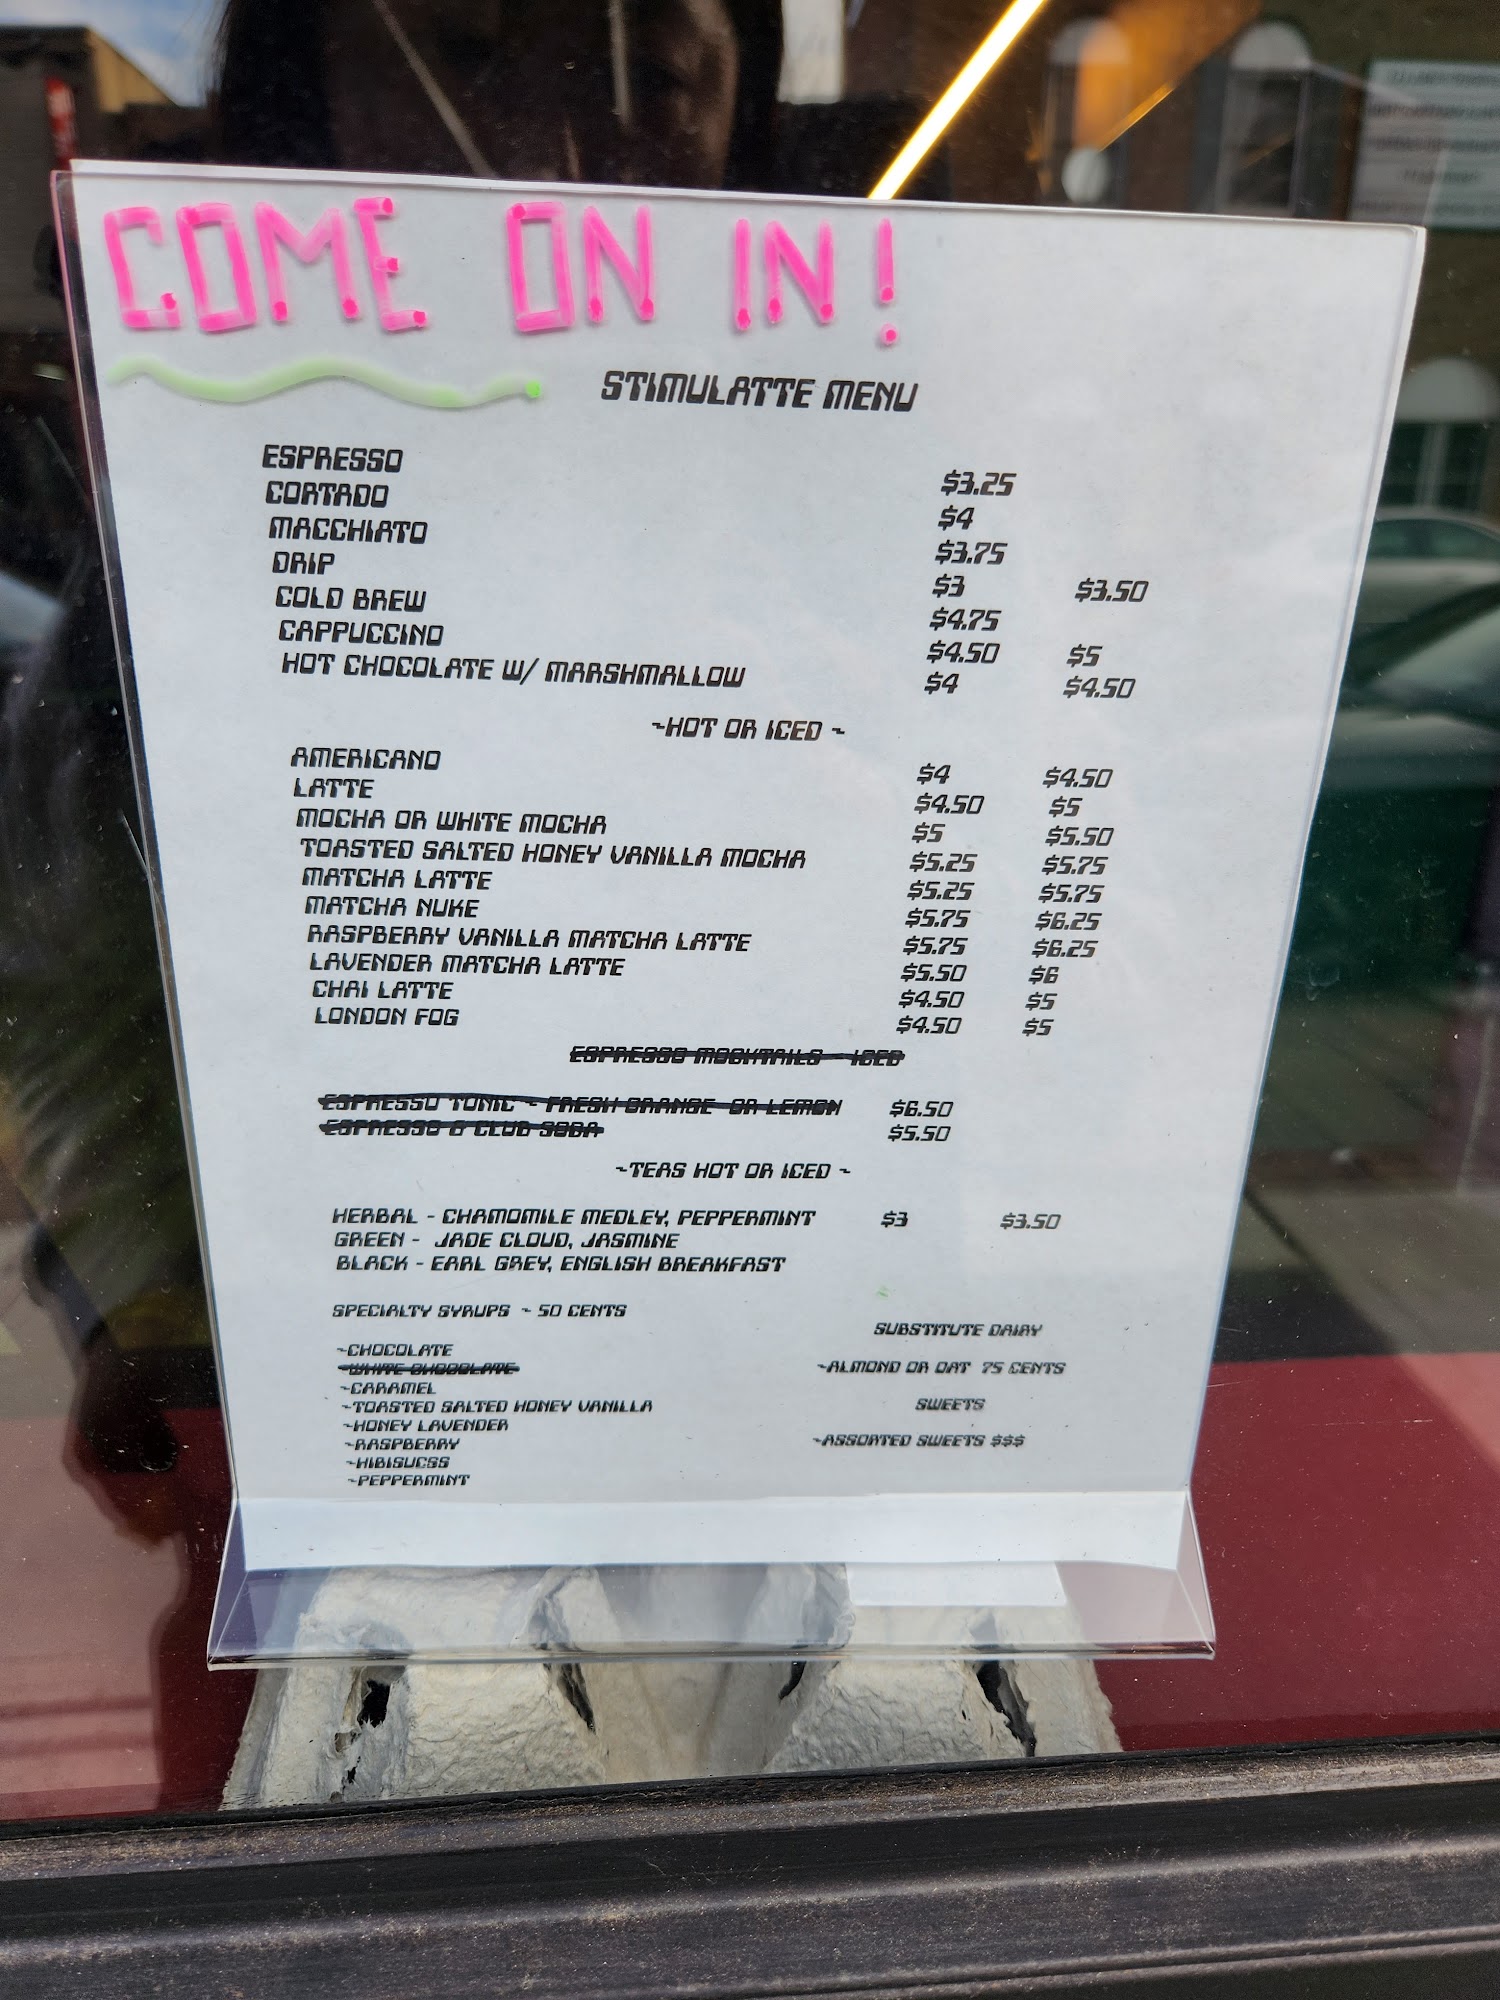 COME ON IN!
STIMULATTE MENU
ESPRESSO $3.25
CORTADO $4
MACCHIATO $3.75
DRIP $3 $3.50
COLD BREW $4.75
CAPPUCCINO $4.50 $5
HOT CHOCOLATE W/ MARSHMALLOW $4 $4.50
~HOT OR ICED ~
AMERICANO $4 $4.50
LATTE $4.50 $5
MOCHA OR WHITE MOCHA $5 $5.50
TOASTED SALTED HONEY VANILLA MOCHA $5.25 $5.75
MATCHA LATTE $5.25 $5.75
MATCHA NUKE $5.75 $6.25
RASPBERRY VANILLA MATCHA LATTE $5.75 $6.25
LAVENDER MATCHA LATTE $5.50 $6
CHAI LATTE $4.50 $5
LONDON FOG $4.50 $5
ESPRESSO MOCKTAILS ICED
ESPRESSO TONIC ~ FRESH ORANGE OR LEMON $6.50
ESPRESSO & CLUB SODA $5.50
~TEAS HOT OR ICED ~
HERBAL - CHAMOMILE MEDLEY, PEPPERMINT $3 $3.50
GREEN - JADE CLOUD, JASMINE
BLACK - EARL GREY, ENGLISH BREAKFAST
SPECIALTY SYRUPS ~ 50 CENTS
~CHOCOLATE
~WHITE CHOCOLATE
~CARAMEL
~TOASTED SALTED HONEY VANILLA
~HONEY LAVENDER
~RASPBERRY
~HIBISUCSS
~PEPPERMINT
SUBSTITUTE DAIRY
~ALMOND OR OAT 75 CENTS
SWEETS
~ASSORTED SWEETS $$$